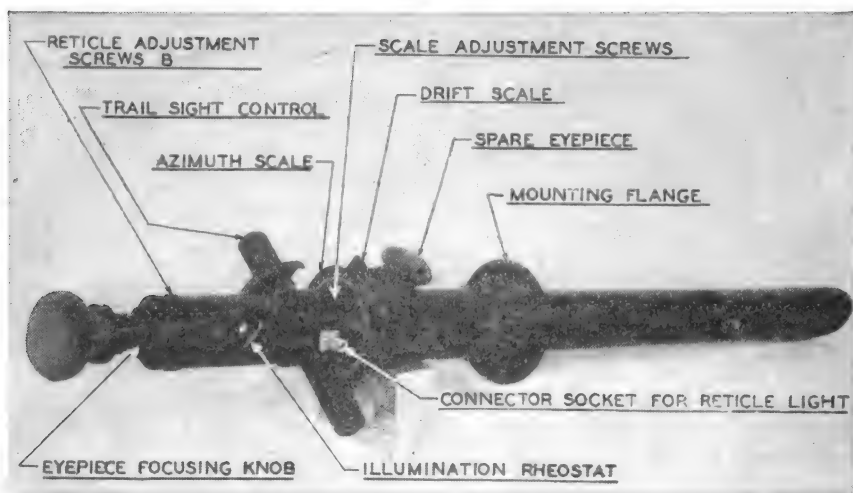 RETICLE ADJUSTMENT
SCREWS B
SCALE ADJUSTMENT SCREWS
TRAIL SIGHT CONTROL
DRIFT SCALE
AZIMUTH SCALE
SPARE EYEPIECE
MOUNTING FLANGE
CONNECTOR SOCKET FOR RETICLE LIGHT
EYEPIECE FOCUSING KNOB
ILLUMINATION RHEOSTAT